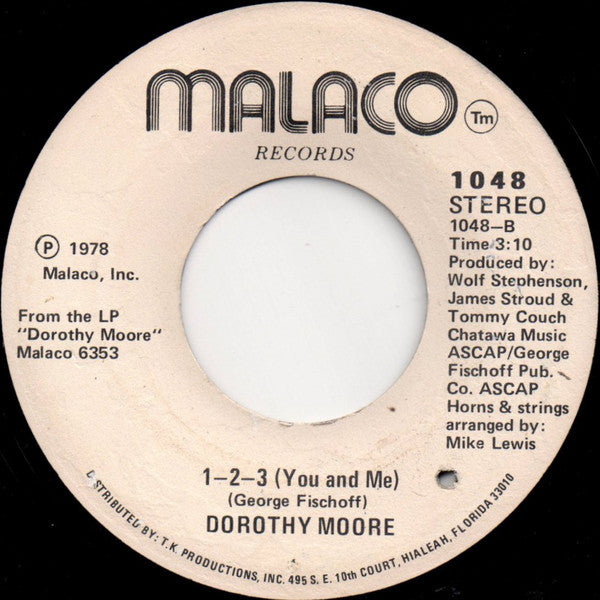 MALACO
Tm
RECORDS
℗ 1978
Malaco, Inc.
From the LP
"Dorothy Moore"
Malaco 6353
1048
STEREO
1048–B
Time 3:10
Produced by:
Wolf Stephenson,
James Stroud &
Tommy Couch
Chatawa Music
ASCAP/George
Fischoff Pub.
Co. ASCAP
Horns & strings
arranged by:
Mike Lewis
1–2–3 (You and Me)
(George Fischoff)
DOROTHY MOORE
DISTRIBUTED BY: T.K. PRODUCTIONS, INC. 495 S. E. 10th COURT, HIALEAH, FLORIDA 33010